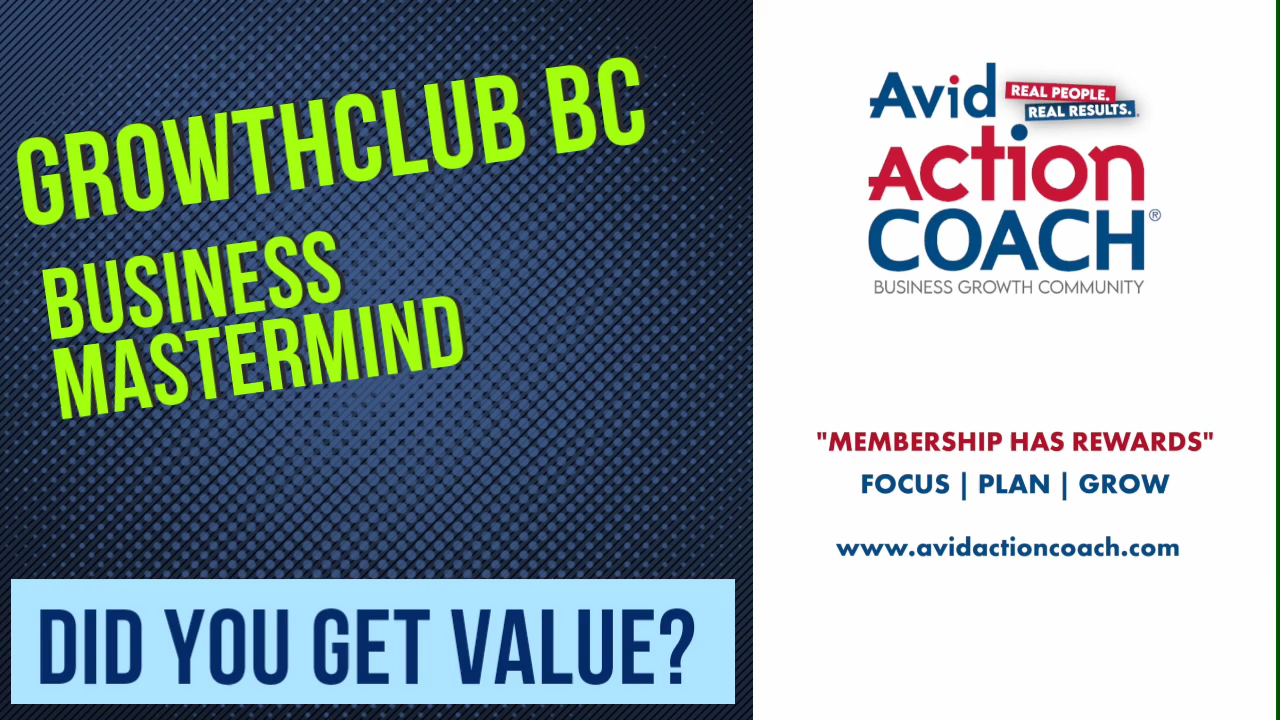 GROWTHCLUB BC
BUSINESS
MASTERMIND
DID YOU GET VALUE?
Avid
REAL PEOPLE.
REAL RESULTS.
ACTION
COACH®
BUSINESS GROWTH COMMUNITY
"MEMBERSHIP HAS REWARDS"
FOCUS | PLAN | GROW
www.avidactioncoach.com